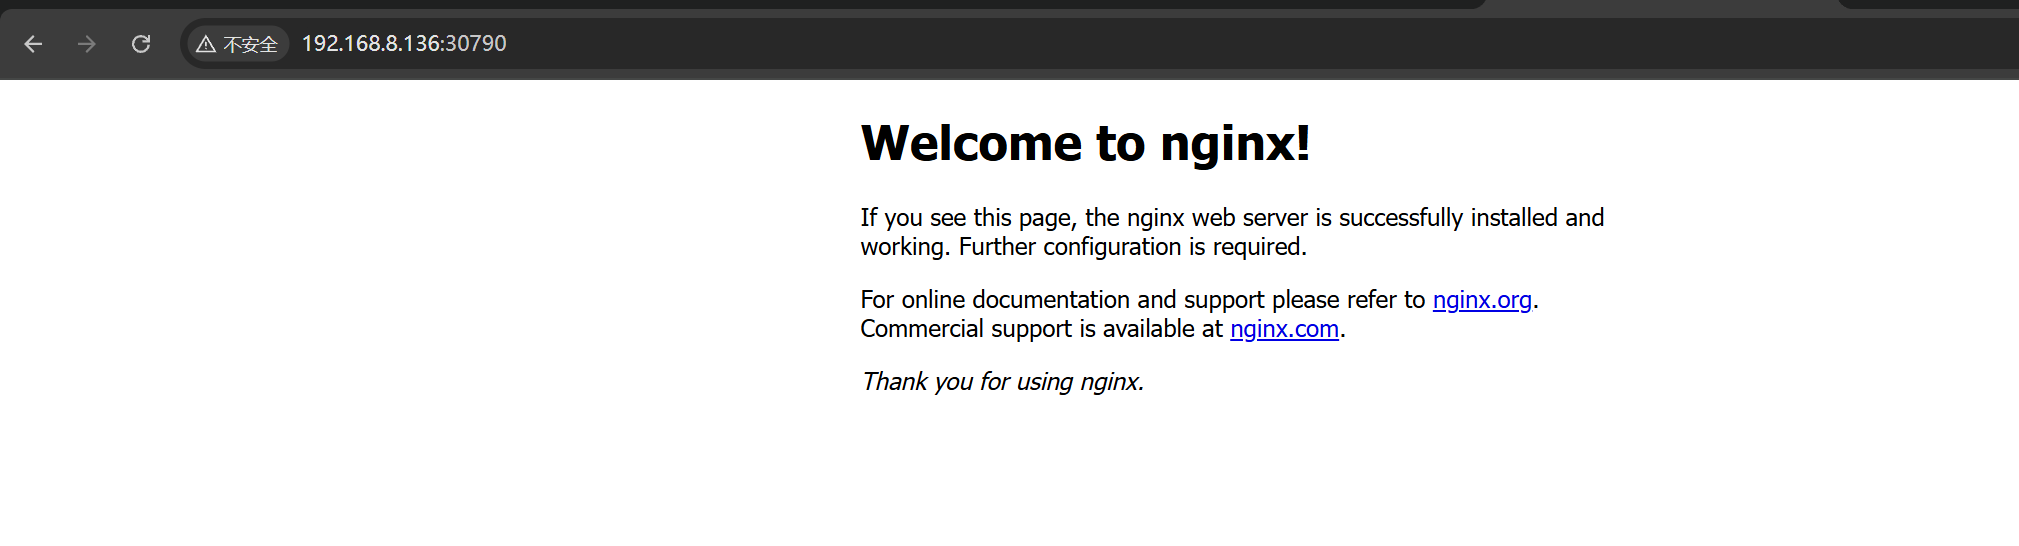 不安全 192.168.8.136:30790
Welcome to nginx!
If you see this page, the nginx web server is successfully installed and
working. Further configuration is required.
For online documentation and support please refer to nginx.org.
Commercial support is available at nginx.com.
Thank you for using nginx.